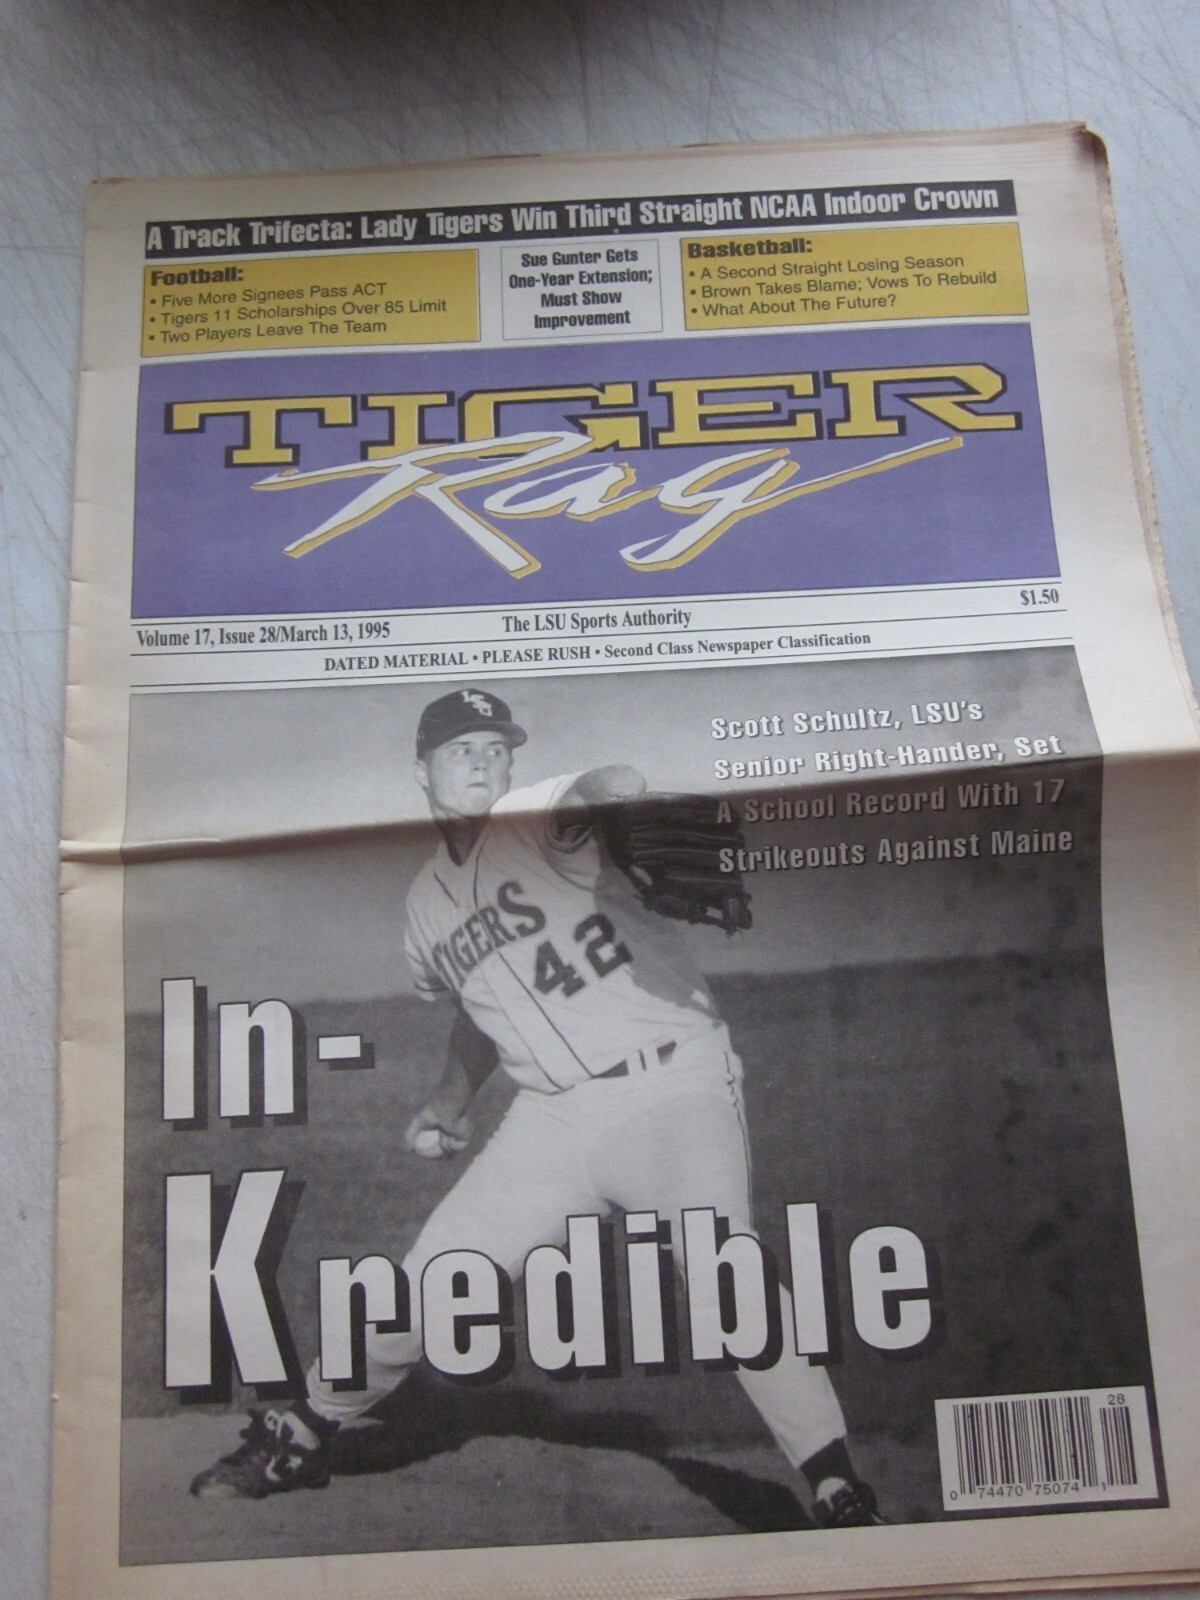 A Track Trifecta: Lady Tigers Win Third Straight NCAA Indoor Crown
Football:
• Five More Signees Pass ACT
• Tigers 11 Scholarships Over 85 Limit
• Two Players Leave The Team
Sue Gunter Gets
One-Year Extension;
Must Show
Improvement
Basketball:
• A Second Straight Losing Season
• Brown Takes Blame; Vows To Rebuild
• What About The Future?
TIGER
Rag
Volume 17, Issue 28/March 13, 1995
The LSU Sports Authority
$1.50
DATED MATERIAL • PLEASE RUSH • Second Class Newspaper Classification
LSU
Scott Schultz, LSU's
Senior Right-Hander, Set
A School Record With 17
Strikeouts Against Maine
TIGERS
42
In-
Kredible
28
0 74470 75074 1